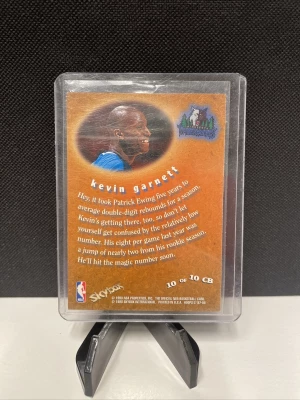 kevin garnett
Hey, it took Patrick Ewing five years to
average double-digit rebounds for a season.
Kevin's getting there, too, so don't let
yourself get confused by the relatively low
number. His eight per game last year was
a jump of nearly two from his rookie season.
He'll hit the magic number soon.
10 OF 10 CB
SKYBOX